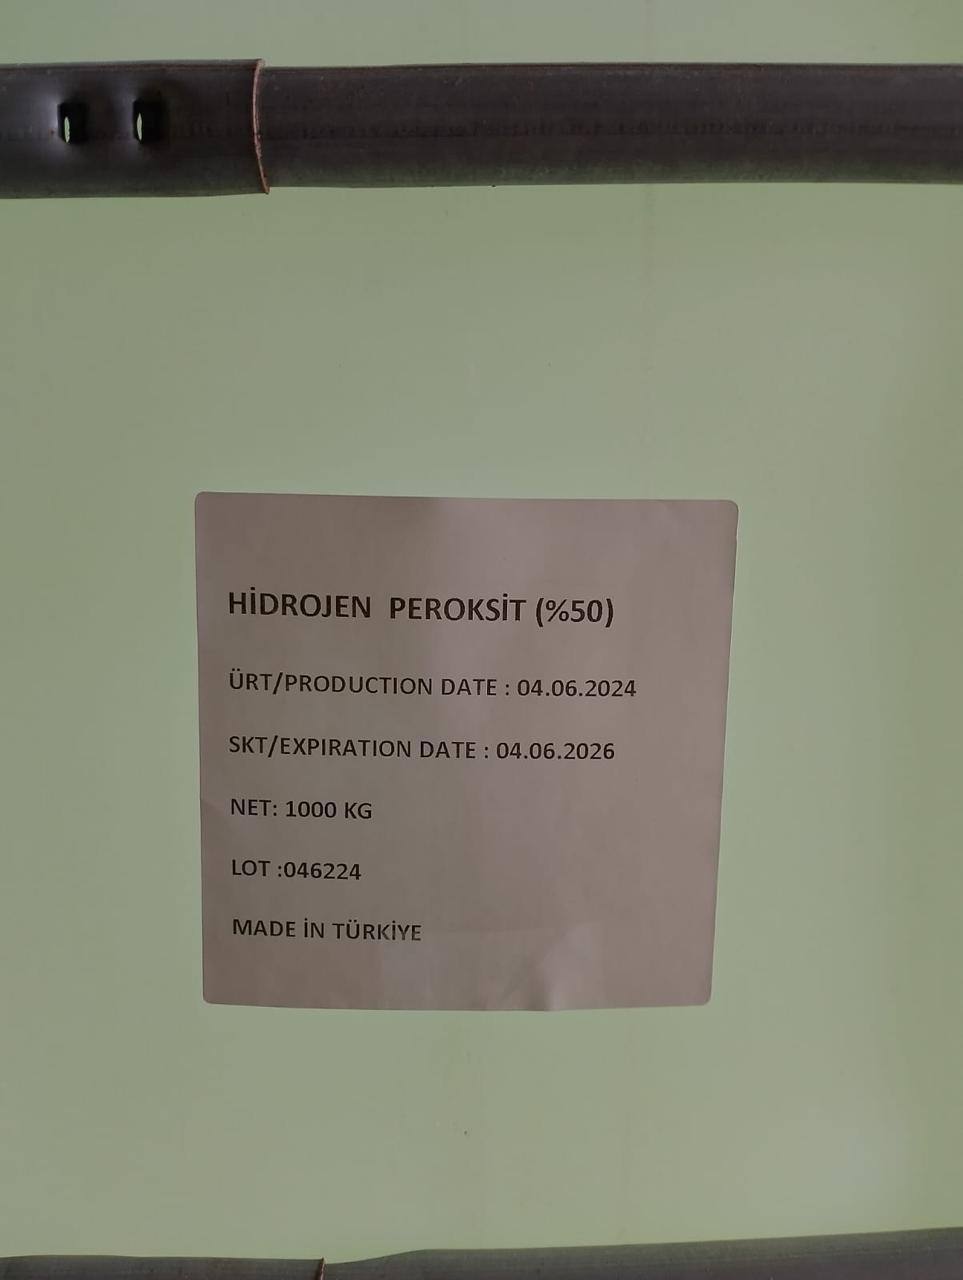 HİDROJEN PEROKSİT (%50)
ÜRT/PRODUCTION DATE : 04.06.2024
SKT/EXPIRATION DATE : 04.06.2026
NET: 1000 KG
LOT :046224
MADE İN TÜRKİYE